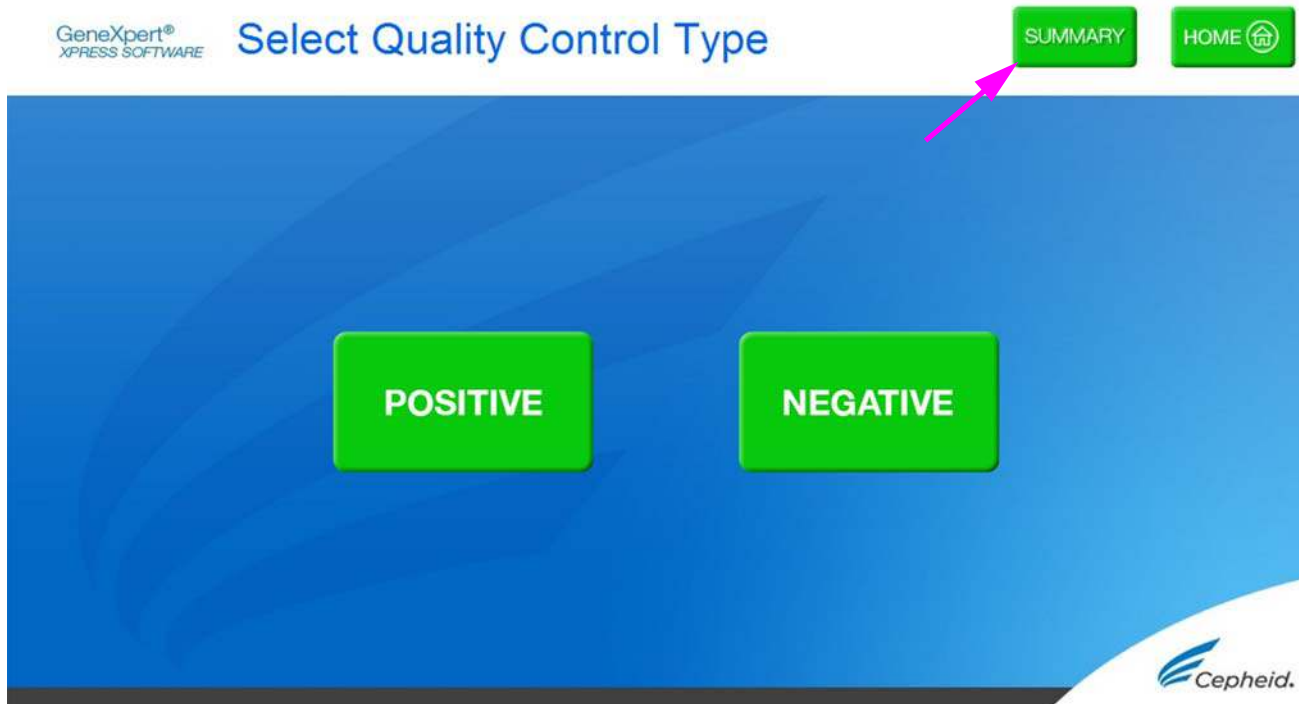 GeneXpert®
XPRESS SOFTWARE
Select Quality Control Type
SUMMARY
HOME
POSITIVE
NEGATIVE
Cepheid.